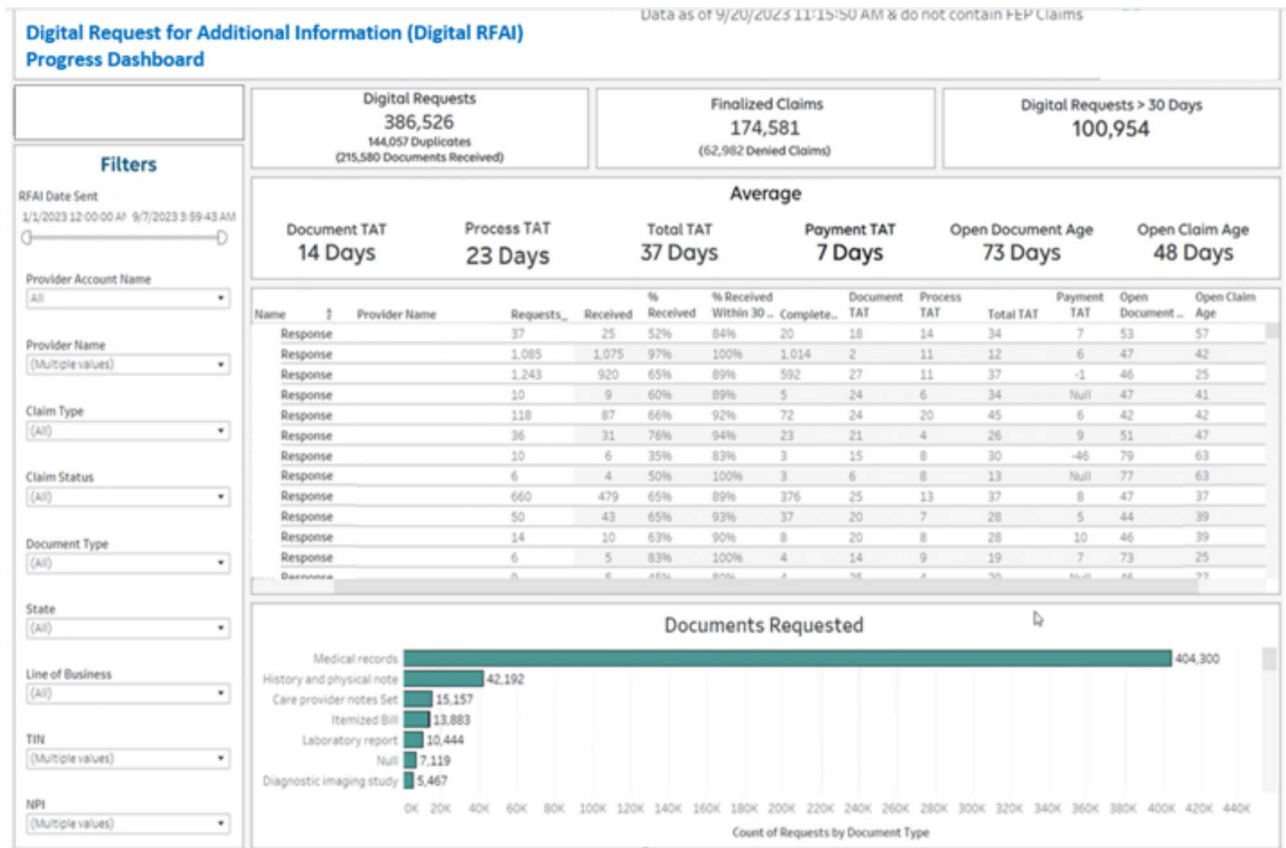 Data as of 9/20/2023 11:15:50 AM & do not contain FEP Claims
Digital Request for Additional Information (Digital RFAI)
Progress Dashboard
Filters
RFAI Date Sent
1/1/2023 12:00:00 AM 9/7/2023 3:59:43 AM
Provider Account Name
All
Provider Name
(Multiple values)
Claim Type
(All)
Claim Status
(All)
Document Type
(All)
State
(All)
Line of Business
(All)
TIN
(Multiple values)
NPI
(Multiple values)
Digital Requests
386,526
144,057 Duplicates
(215,580 Documents Received)
Finalized Claims
174,581
(62,982 Denied Claims)
Digital Requests > 30 Days
100,954
Average
Document TAT Process TAT Total TAT Payment TAT Open Document Age Open Claim Age
14 Days 23 Days 37 Days 7 Days 73 Days 48 Days
% % Received Document Process Payment Open Open Claim
Name Provider Name Requests_ Received Received Within 30 .. Complete.. TAT TAT Total TAT TAT Document .. Age
Response 37 25 52% 84% 20 18 14 34 7 53 57
Response 1,085 1,075 97% 100% 1,014 2 11 12 6 47 42
Response 1,243 920 65% 89% 592 27 11 37 -1 46 25
Response 10 9 60% 89% 5 24 6 34 Null 47 41
Response 118 87 66% 92% 72 24 20 45 6 42 42
Response 36 31 76% 94% 23 21 4 26 9 51 47
Response 10 6 35% 83% 3 15 8 30 -46 79 63
Response 6 4 50% 100% 3 6 8 13 Null 77 63
Response 660 479 65% 89% 376 25 13 37 8 47 37
Response 50 43 65% 93% 37 20 7 28 5 44 39
Response 14 10 63% 90% 8 20 8 28 10 46 39
Response 6 5 83% 100% 4 14 9 19 7 73 25
Response
Documents Requested
Medical records 404,300
History and physical note 42,192
Care provider notes Set 15,157
Itemized Bill 13,883
Laboratory report 10,444
Null 7,119
Diagnostic imaging study 5,467
0K 20K 40K 60K 80K 100K 120K 140K 160K 180K 200K 220K 240K 260K 280K 300K 320K 340K 360K 380K 400K 420K 440K
Count of Requests by Document Type